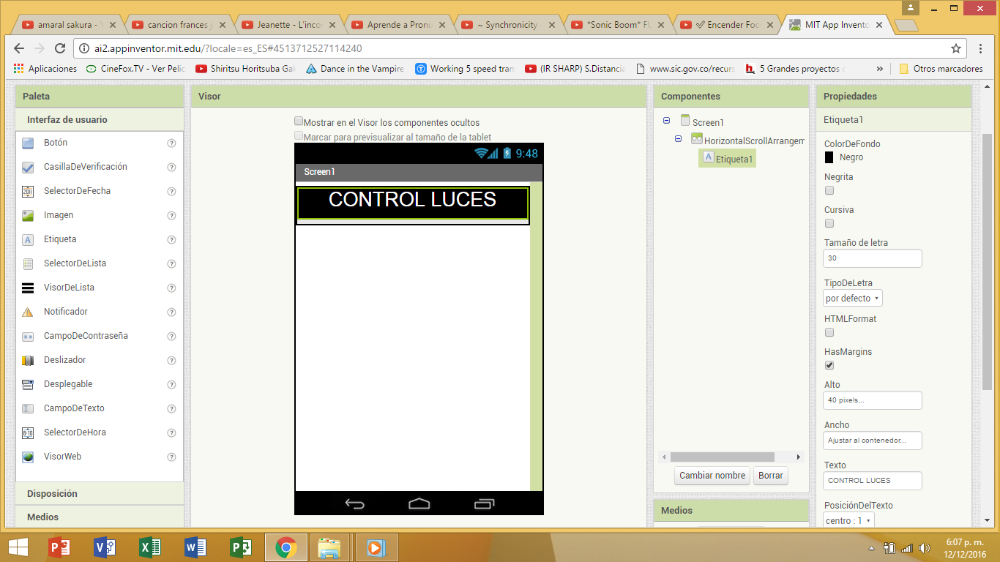 amaral sakura - Y
cancion frances j
Jeanette - L'inco
Aprende a Pronu
~ Synchronicity -
*Sonic Boom* FU
✓ Encender Foc
MIT App Invento
ai2.appinventor.mit.edu/?locale=es_ES#4513712527114240
Aplicaciones
CineFox.TV - Ver Pelic
Shiritsu Horitsuba Gak
Dance in the Vampire
Working 5 speed tran
(IR SHARP) S.Distancia
www.sic.gov.co/recurs
5 Grandes proyectos
»
Otros marcadores
Paleta
Interfaz de usuario
Botón
CasillaDeVerificación
SelectorDeFecha
Imagen
Etiqueta
SelectorDeLista
VisorDeLista
Notificador
CampoDeContraseña
Deslizador
Desplegable
CampoDeTexto
SelectorDeHora
VisorWeb
Disposición
Medios
Visor
Mostrar en el Visor los componentes ocultos
Marcar para previsualizar al tamaño de la tablet
9:48
Screen1
CONTROL LUCES
Componentes
Screen1
HorizontalScrollArrangem
Etiqueta1
Cambiar nombre Borrar
Medios
Propiedades
Etiqueta1
ColorDeFondo
Negro
Negrita
Cursiva
Tamaño de letra
30
TipoDeLetra
por defecto
HTMLFormat
HasMargins
Alto
40 pixels...
Ancho
Ajustar al contenedor...
Texto
CONTROL LUCES
PosiciónDelTexto
centro : 1
6:07 p. m.
12/12/2016